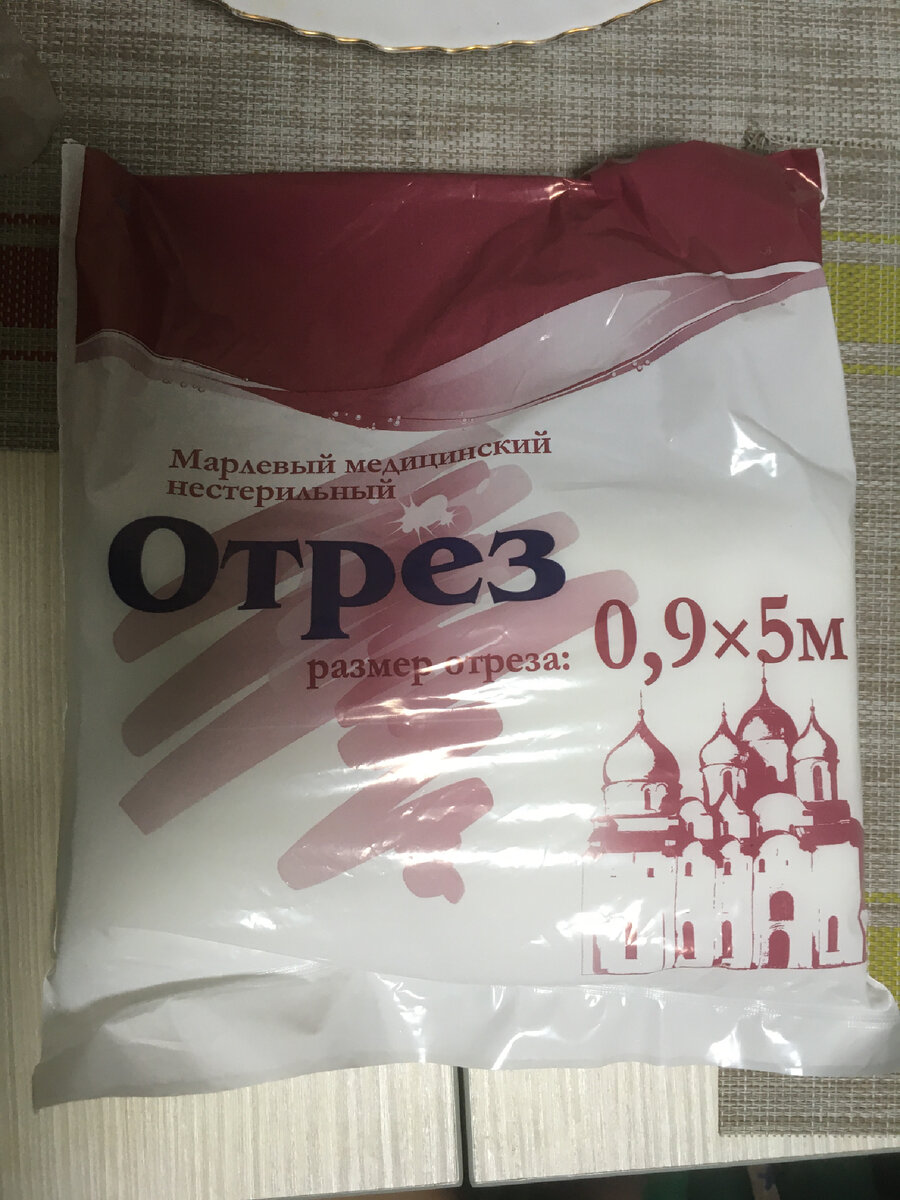 Марлевый медицинский
нестерильный
Отрез
размер отреза: 0,9×5м